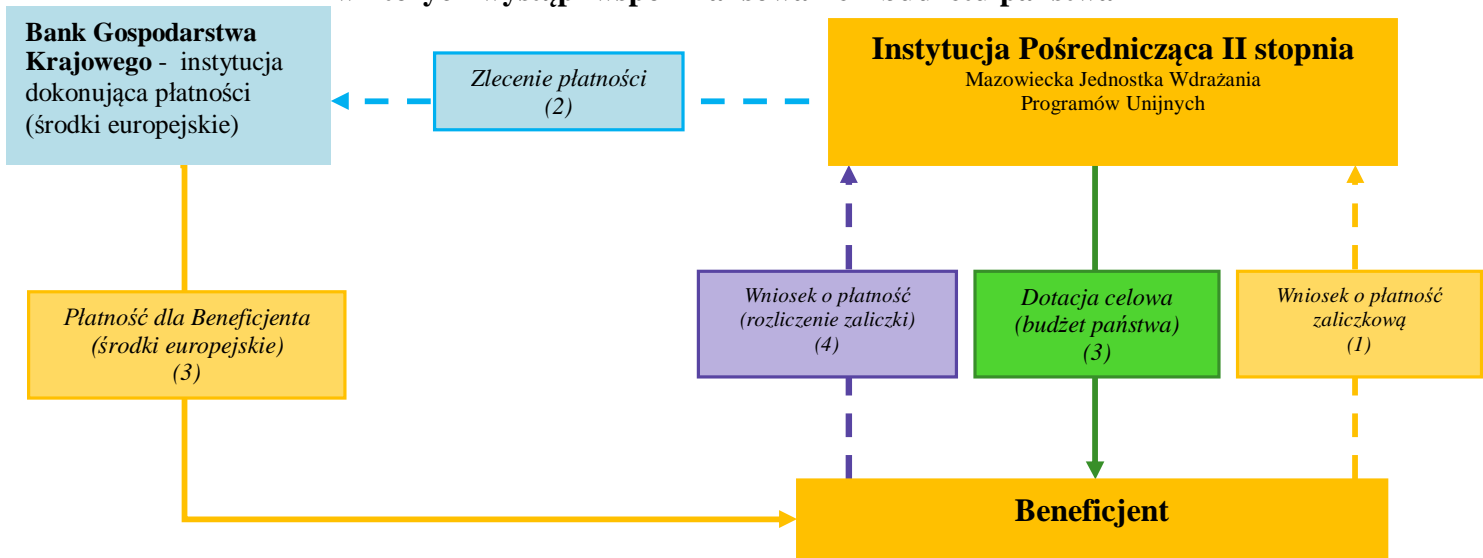 Bank Gospodarstwa
Krajowego - instytucja
dokonująca płatności
(środki europejskie)
Zlecenie płatności
(2)
Instytucja Pośrednicząca II stopnia
Mazowiecka Jednostka Wdrażania
Programów Unijnych
Płatność dla Beneficjenta
(środki europejskie)
(3)
Wniosek o płatność
(rozliczenie zaliczki)
(4)
Dotacja celowa
(budżet państwa)
(3)
Wniosek o płatność
zaliczkową
(1)
Beneficjent